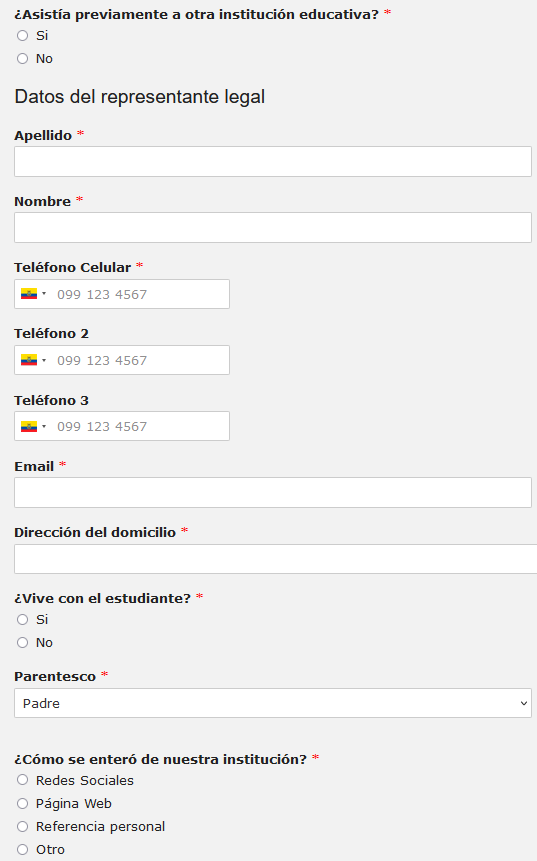 ¿Asistía previamente a otra institución educativa? *
Si
No
Datos del representante legal
Apellido *
Nombre *
Teléfono Celular *
099 123 4567
Teléfono 2
099 123 4567
Teléfono 3
099 123 4567
Email *
Dirección del domicilio *
¿Vive con el estudiante? *
Si
No
Parentesco *
Padre
¿Cómo se enteró de nuestra institución? *
Redes Sociales
Página Web
Referencia personal
Otro